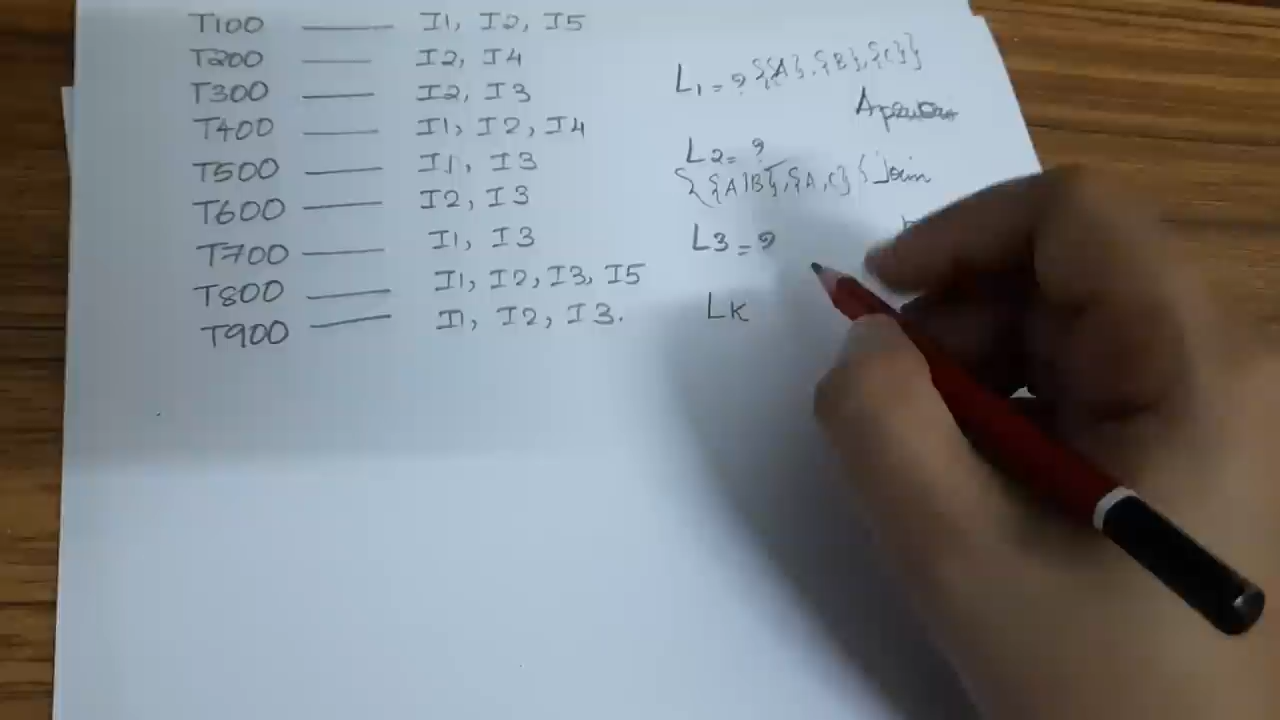 T100 —— I1, I2, I5
T200 —— I2, I4
T300 —— I2, I3
T400 —— I1, I2, I4
T500 —— I1, I3
T600 —— I2, I3
T700 —— I1, I3
T800 —— I1, I2, I3, I5
T900 —— I1, I2, I3.
L1 = ? {{A}, {B}, {C}}
L2 = ?
{ {A,B}, {A, C} { Join
L3 = ?
LK